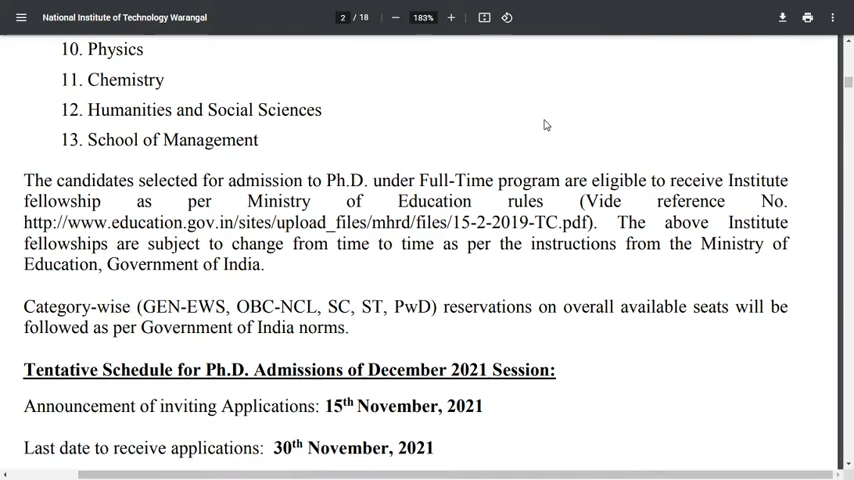 National Institute of Technology Warangal
2 / 18
183%
10. Physics
11. Chemistry
12. Humanities and Social Sciences
13. School of Management
The candidates selected for admission to Ph.D. under Full-Time program are eligible to receive Institute
fellowship as per Ministry of Education rules (Vide reference No.
http://www.education.gov.in/sites/upload_files/mhrd/files/15-2-2019-TC.pdf). The above Institute
fellowships are subject to change from time to time as per the instructions from the Ministry of
Education, Government of India.
Category-wise (GEN-EWS, OBC-NCL, SC, ST, PwD) reservations on overall available seats will be
followed as per Government of India norms.
Tentative Schedule for Ph.D. Admissions of December 2021 Session:
Announcement of inviting Applications: 15th November, 2021
Last date to receive applications: 30th November, 2021